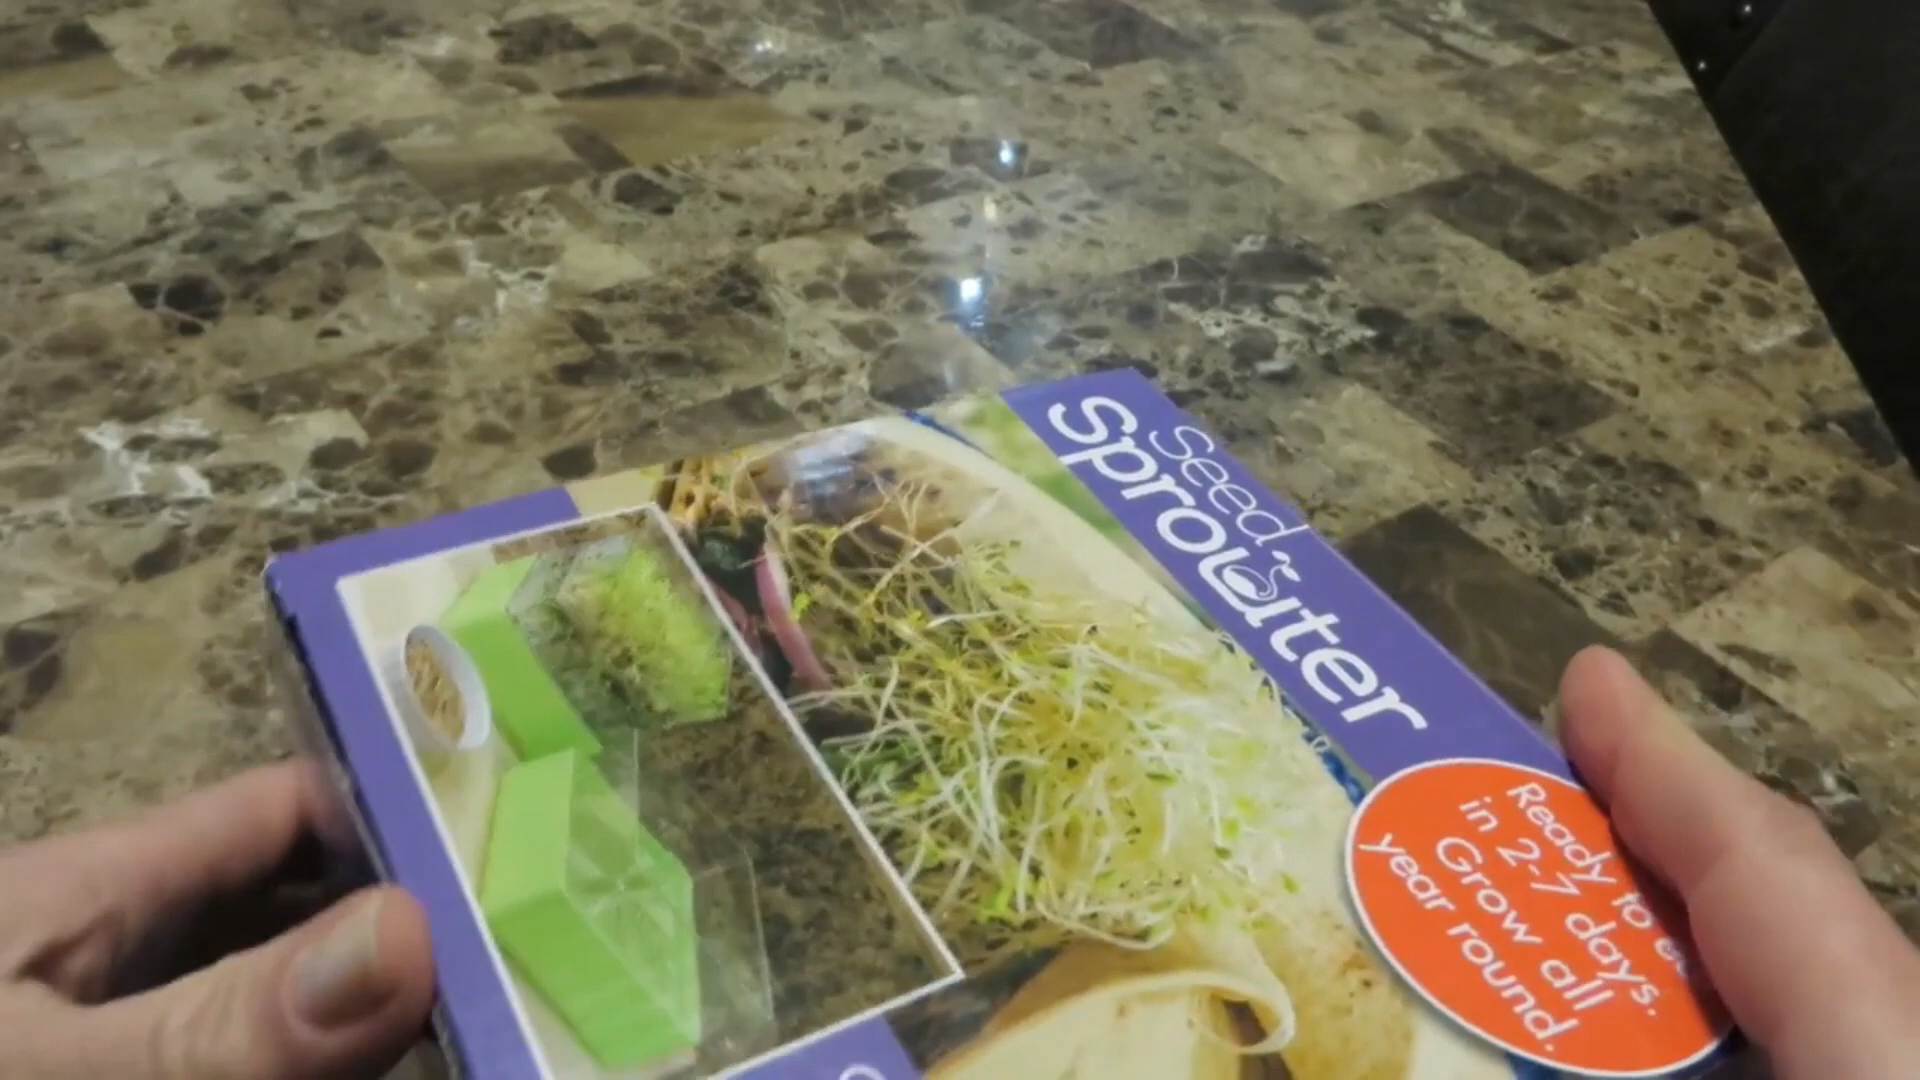 Seed
Sprouter
Ready to
in 2-7 days.
Grow all
year round.